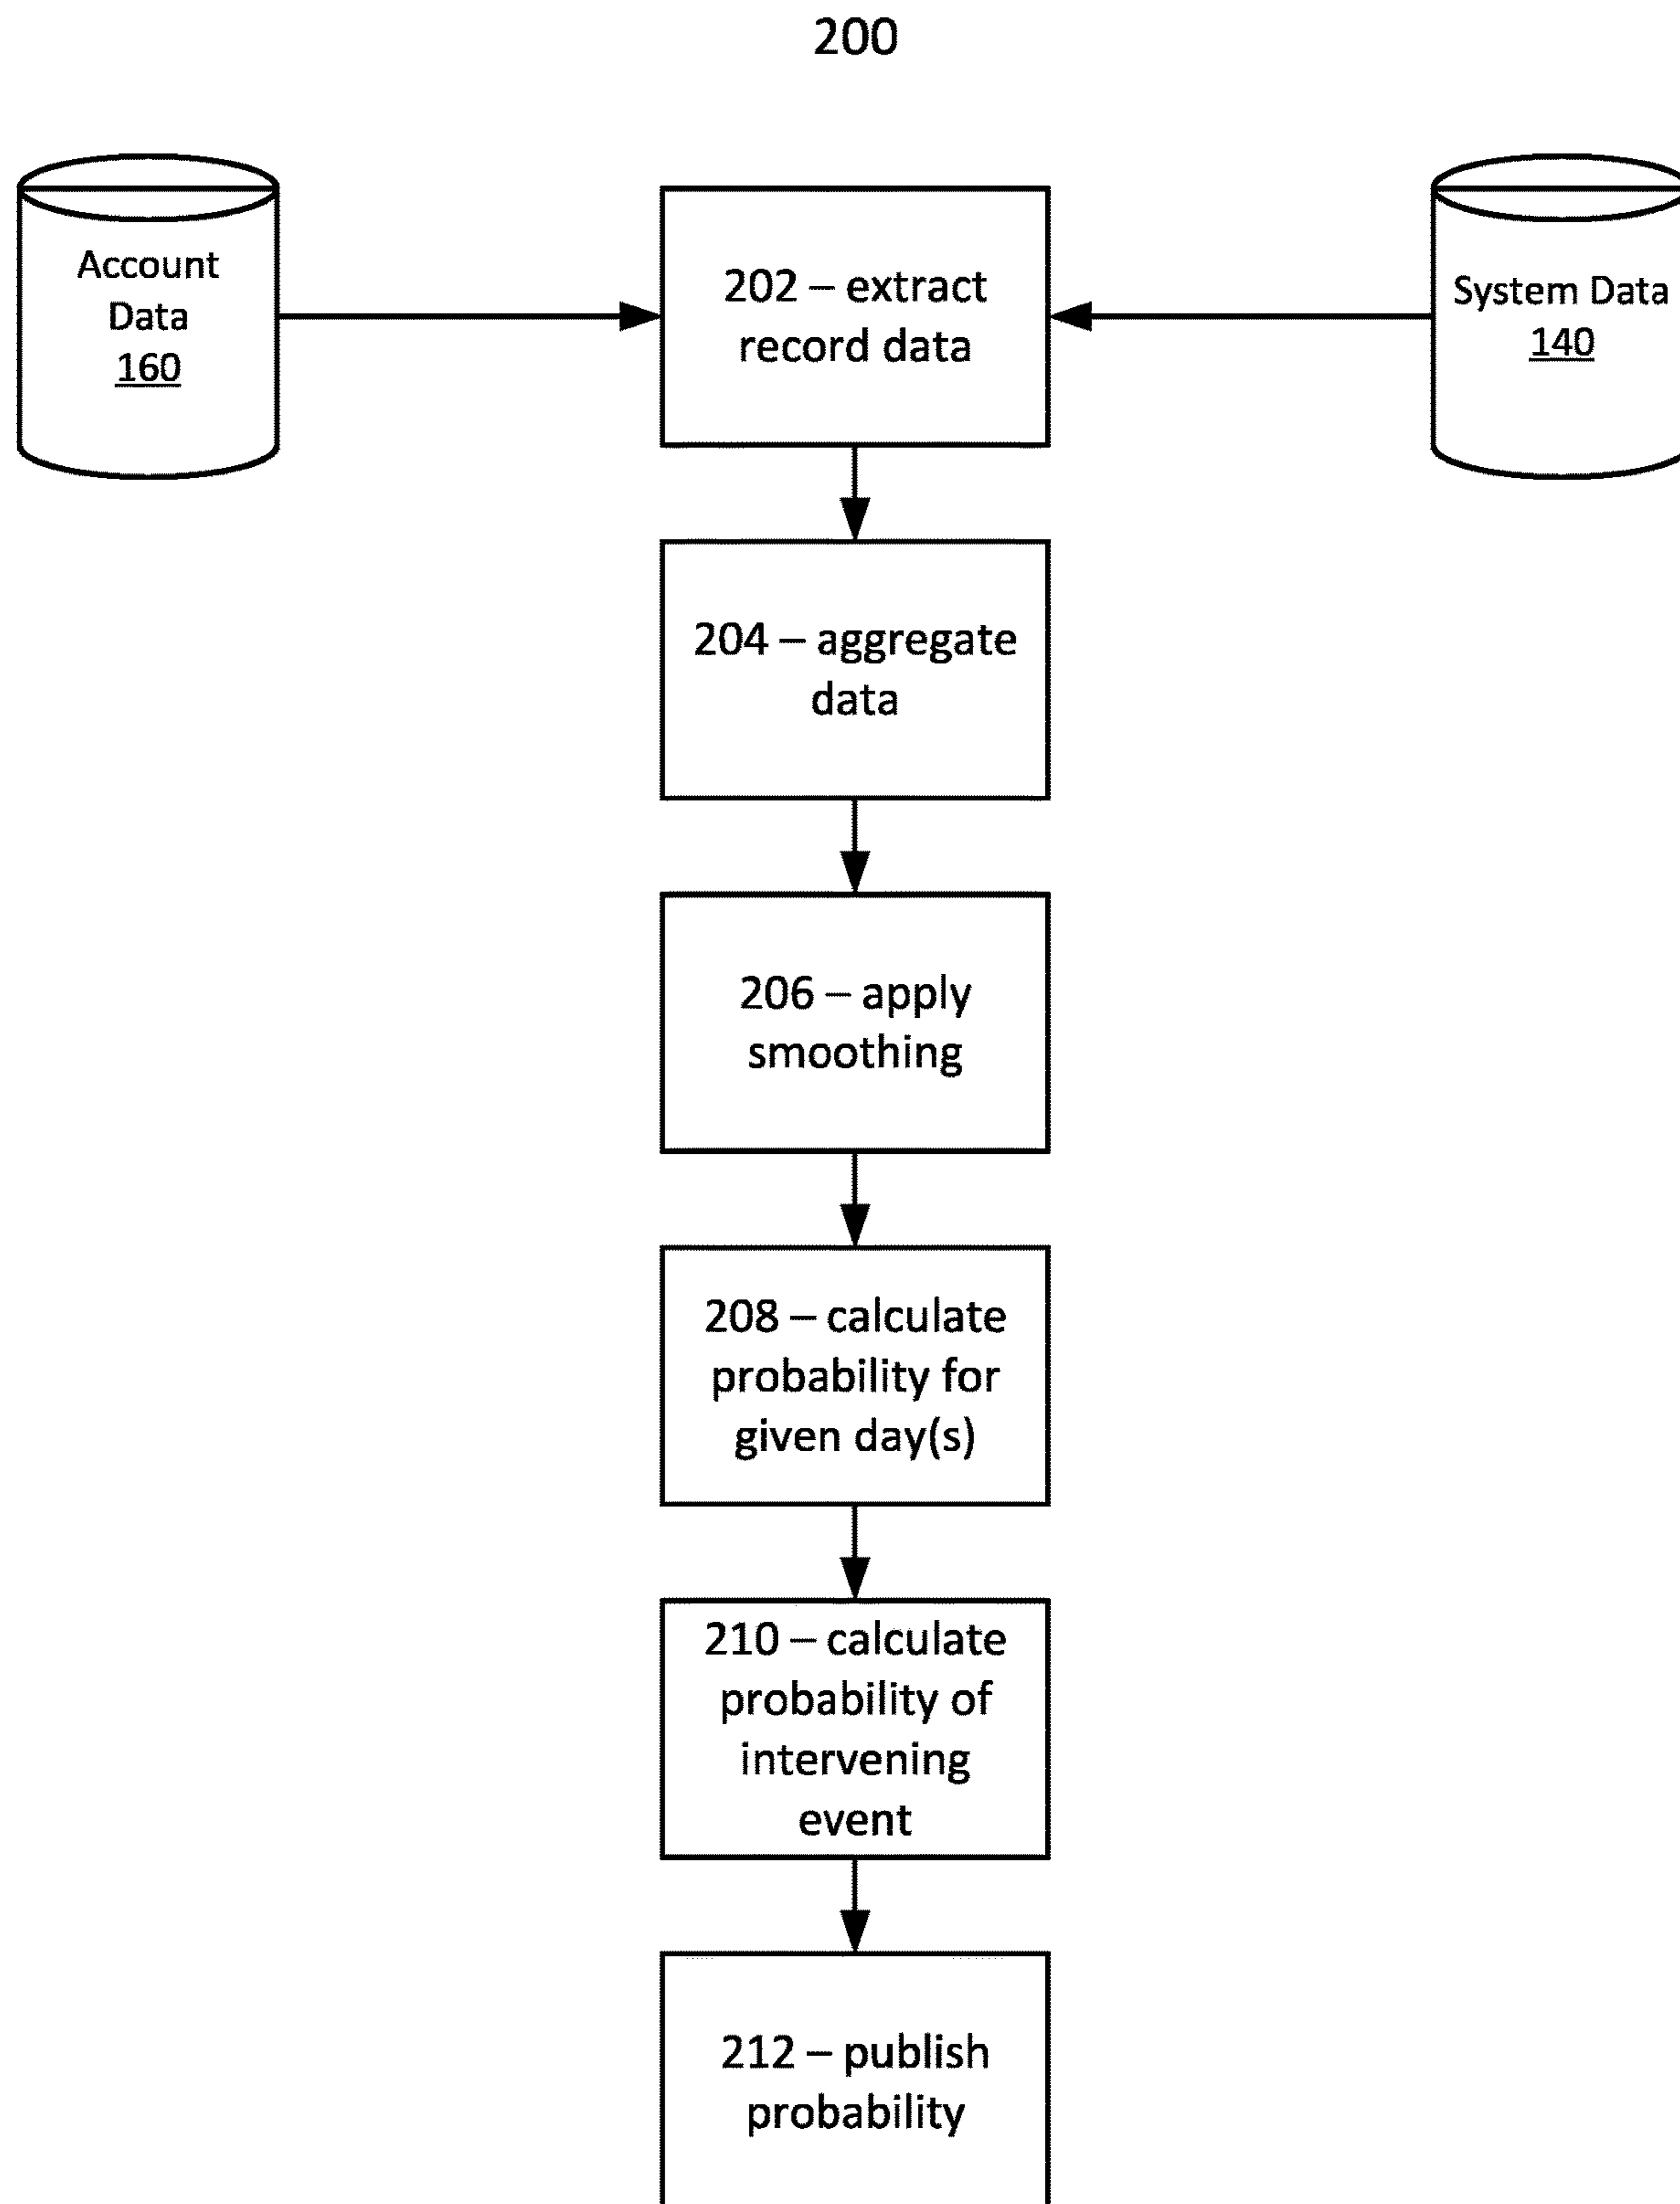 200
Account
Data
160
202 – extract
record data
System Data
140
204 – aggregate
data
206 – apply
smoothing
208 – calculate
probability for
given day(s)
210 – calculate
probability of
intervening
event
212 – publish
probability